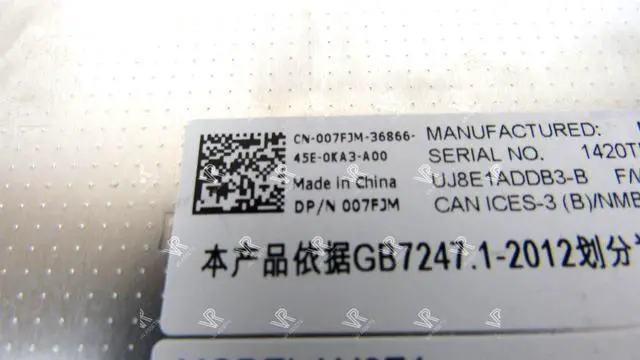 CN-007FJM-36866-
45E-0KA3-A00
Made in China
DP/N 007FJM
MANUFACTURED:
SERIAL NO. 1420T
UJ8E1ADDB3-B
CAN ICES-3 (B)/NMB
本产品依据GB7247.1-2012划分